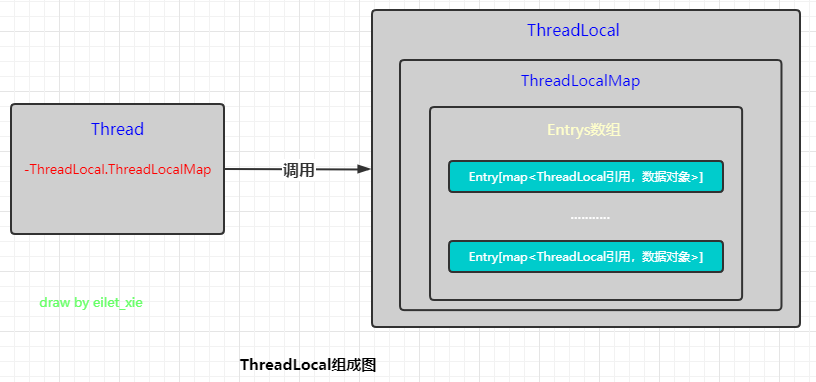 ThreadLocal
ThreadLocalMap
Entrys数组
Thread
-ThreadLocal.ThreadLocalMap
调用
Entry[map<ThreadLocal引用，数据对象>]
...........
Entry[map<ThreadLocal引用，数据对象>]
draw by eilet_xie
ThreadLocal组成图